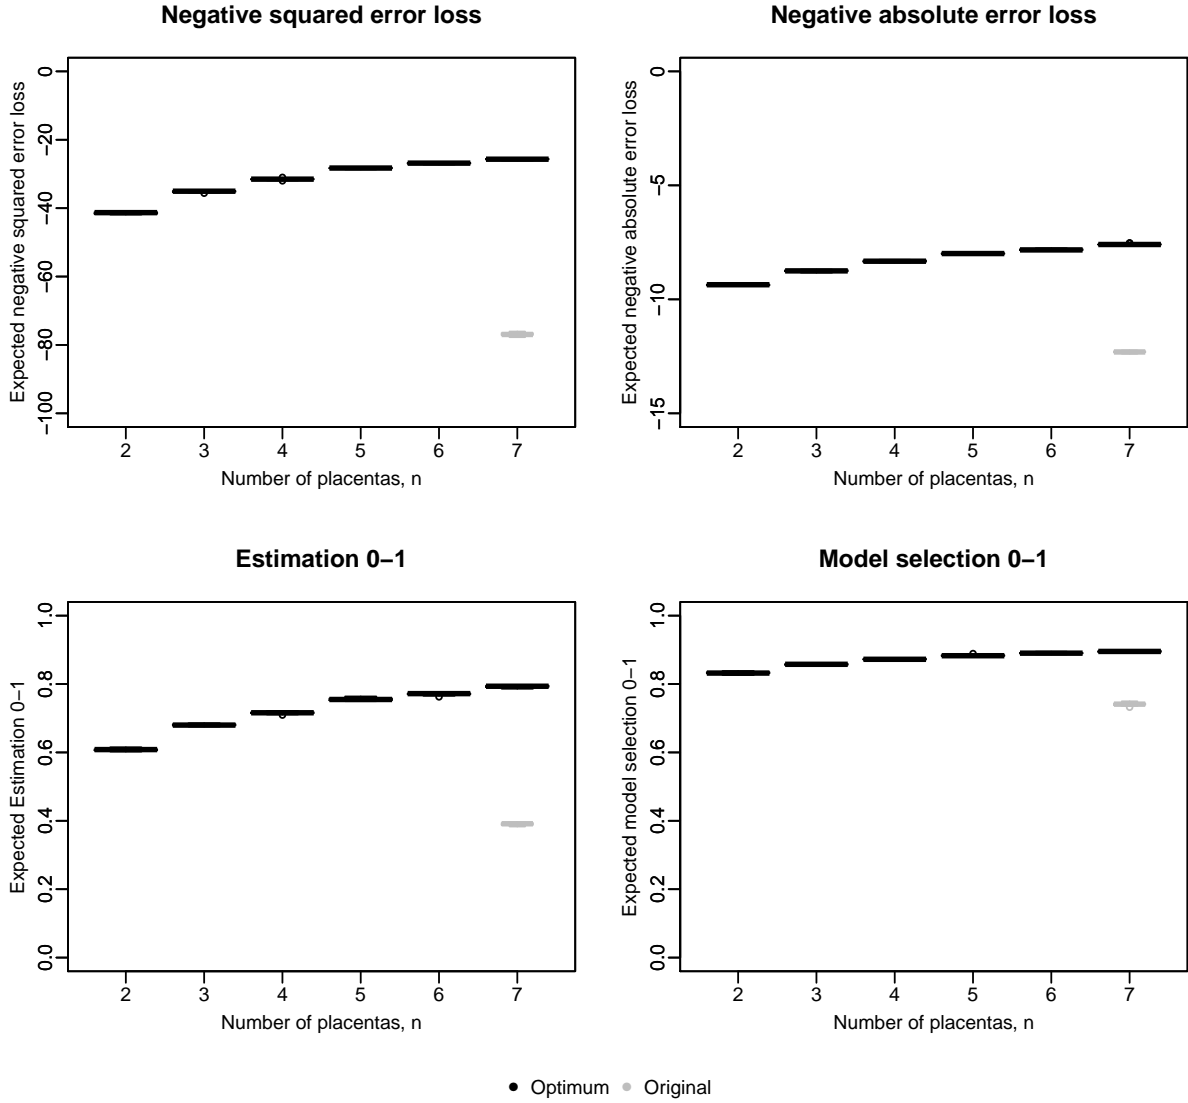 Negative squared error loss
Expected negative squared error loss
0
−20
−40
−60
−80
−100
2 3 4 5 6 7
Number of placentas, n
Negative absolute error loss
Expected negative absolute error loss
0
−5
−10
−15
2 3 4 5 6 7
Number of placentas, n
Estimation 0−1
Expected Estimation 0−1
1.0
0.8
0.6
0.4
0.2
0.0
2 3 4 5 6 7
Number of placentas, n
Model selection 0−1
Expected model selection 0−1
1.0
0.8
0.6
0.4
0.2
0.0
2 3 4 5 6 7
Number of placentas, n
Optimum Original